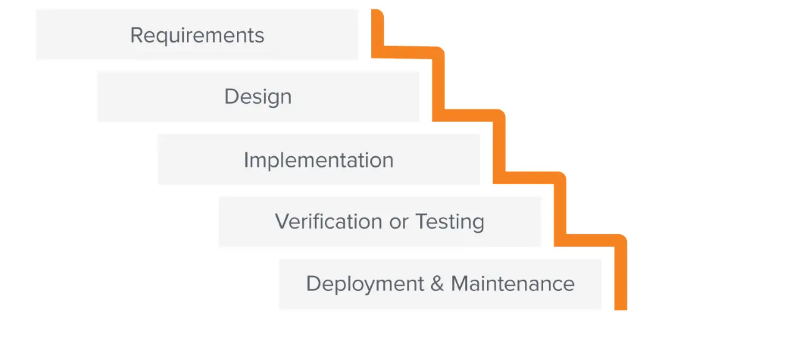 Requirements
Design
Implementation
Verification or Testing
Deployment & Maintenance